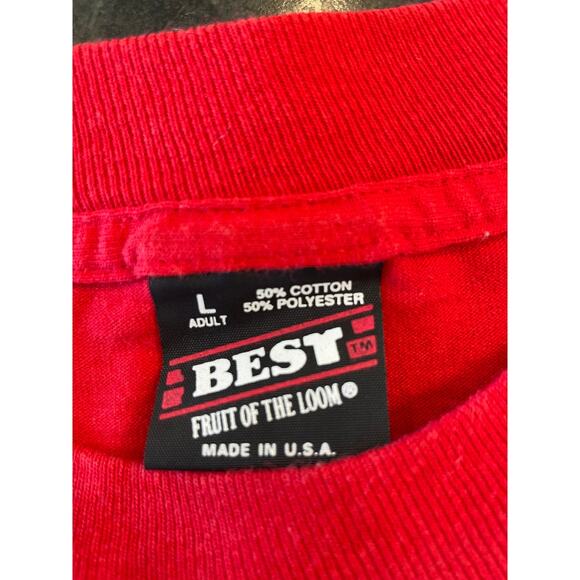 L
ADULT
50% COTTON
50% POLYESTER
BEST
TM
FRUIT OF THE LOOM®
MADE IN U.S.A.